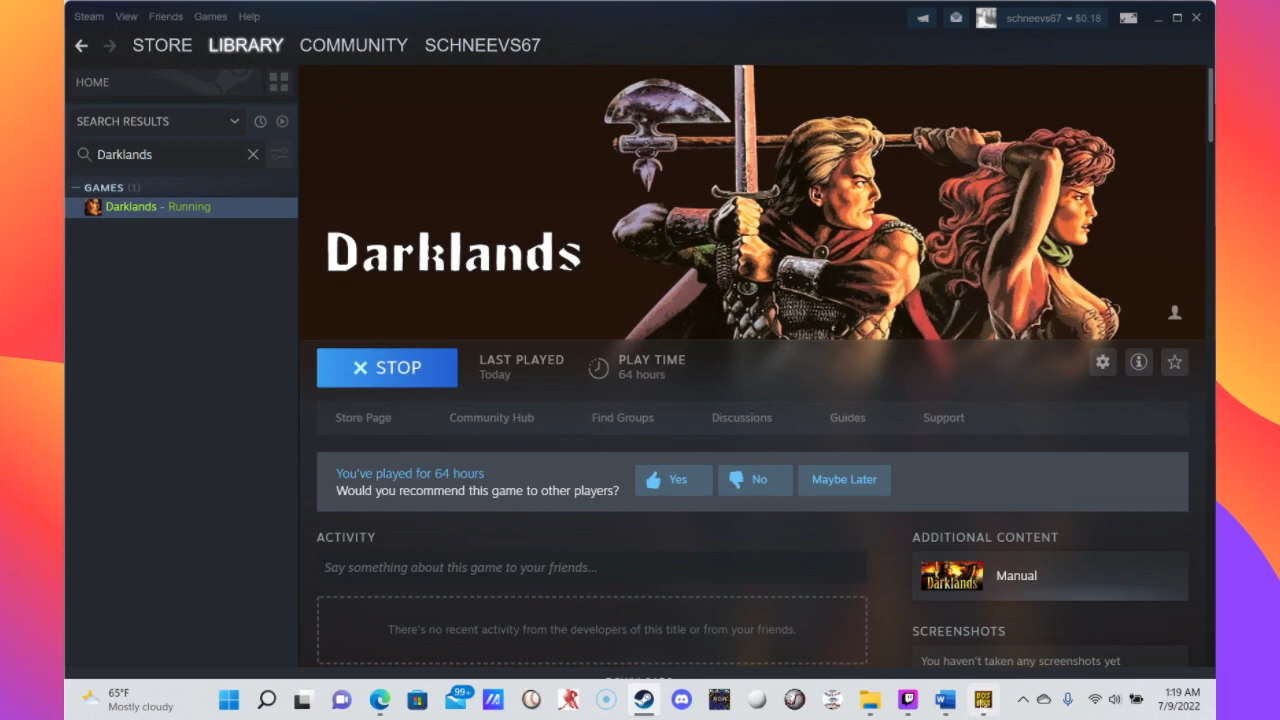 Steam View Friends Games Help
schneevs67 $0.18
STORE LIBRARY COMMUNITY SCHNEEVS67
HOME
SEARCH RESULTS
Darklands
GAMES (1)
Darklands - Running
Darklands
STOP
LAST PLAYED
Today
PLAY TIME
64 hours
Store Page Community Hub Find Groups Discussions Guides Support
You've played for 64 hours
Would you recommend this game to other players?
Yes No Maybe Later
ACTIVITY
Say something about this game to your friends...
There's no recent activity from the developers of this title or from your friends.
ADDITIONAL CONTENT
Darklands
Manual
SCREENSHOTS
You haven't taken any screenshots yet
65°F
Mostly cloudy
99+
DOS
BOX
1:19 AM
7/9/2022